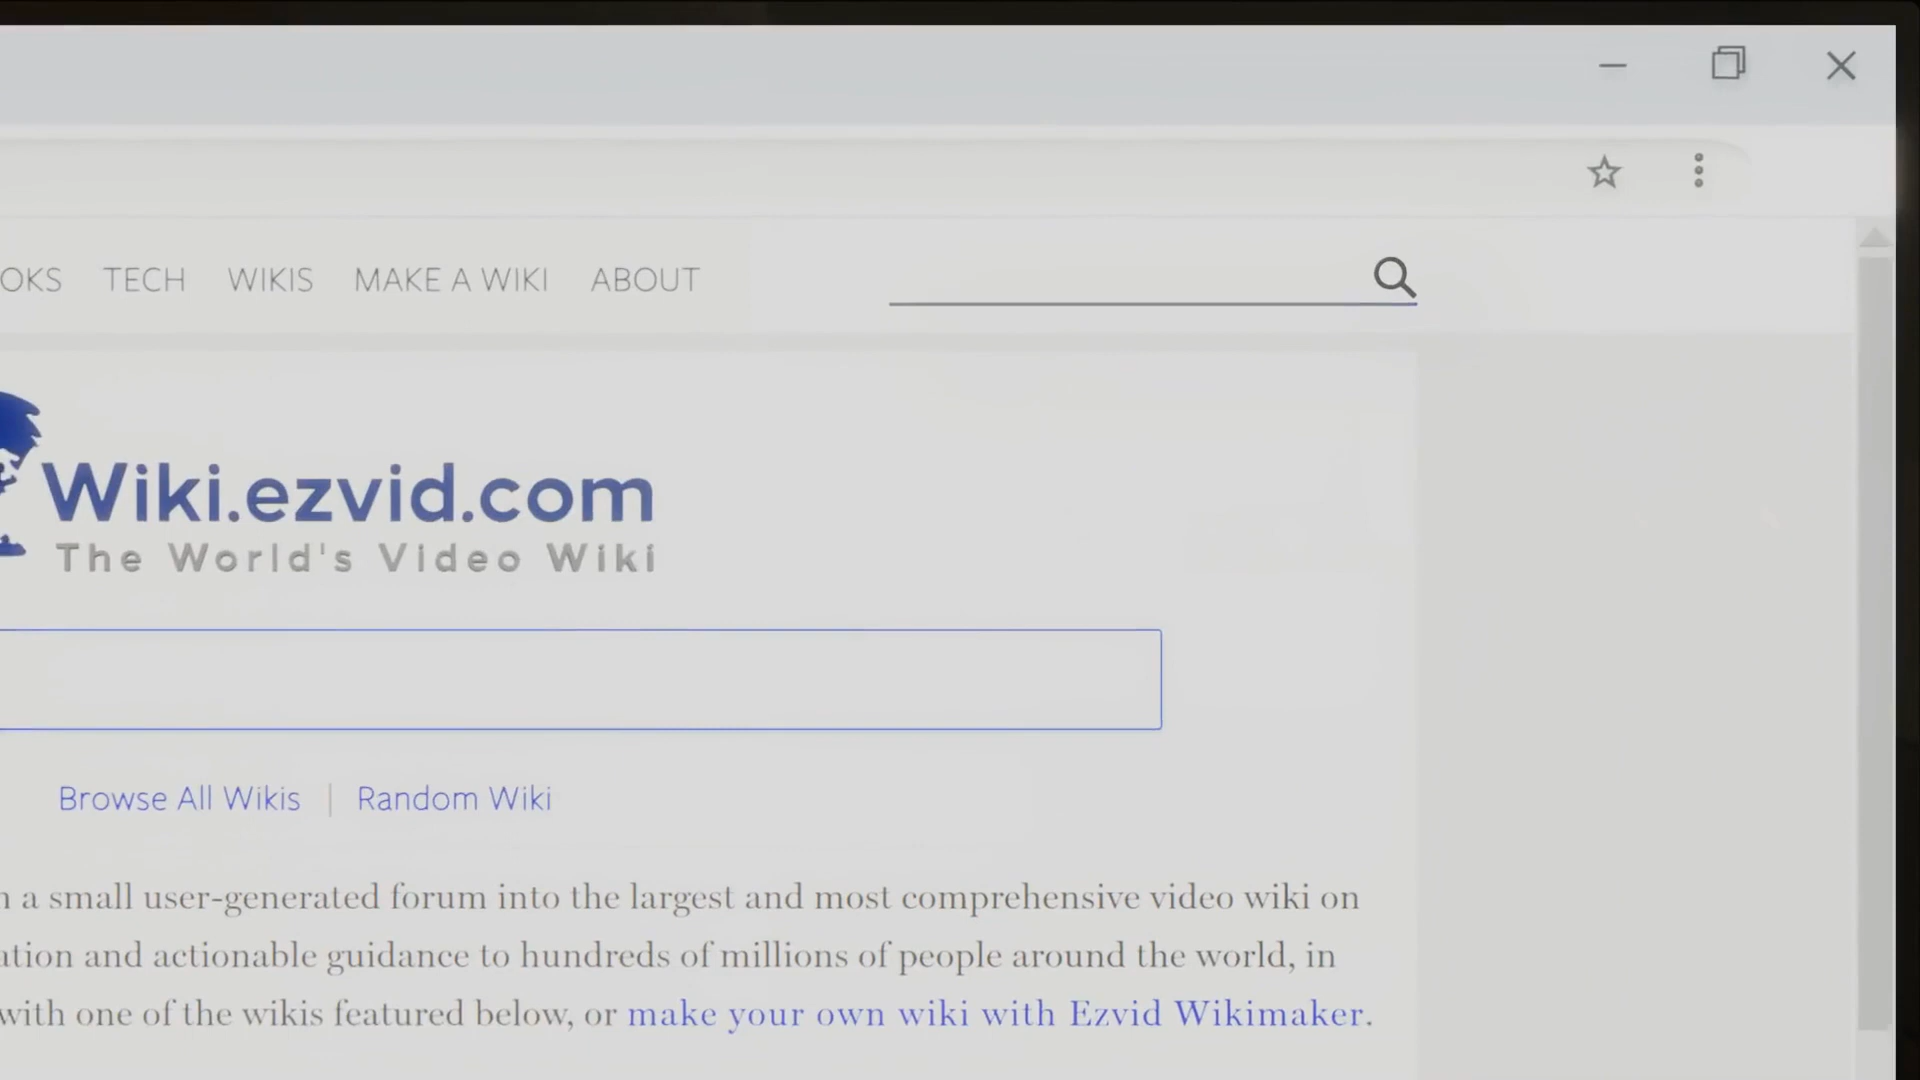 OKS TECH WIKIS MAKE A WIKI ABOUT
Wiki.ezvid.com
The World's Video Wiki
Browse All Wikis | Random Wiki
a small user-generated forum into the largest and most comprehensive video wiki on
ation and actionable guidance to hundreds of millions of people around the world, in
with one of the wikis featured below, or make your own wiki with Ezvid Wikimaker.